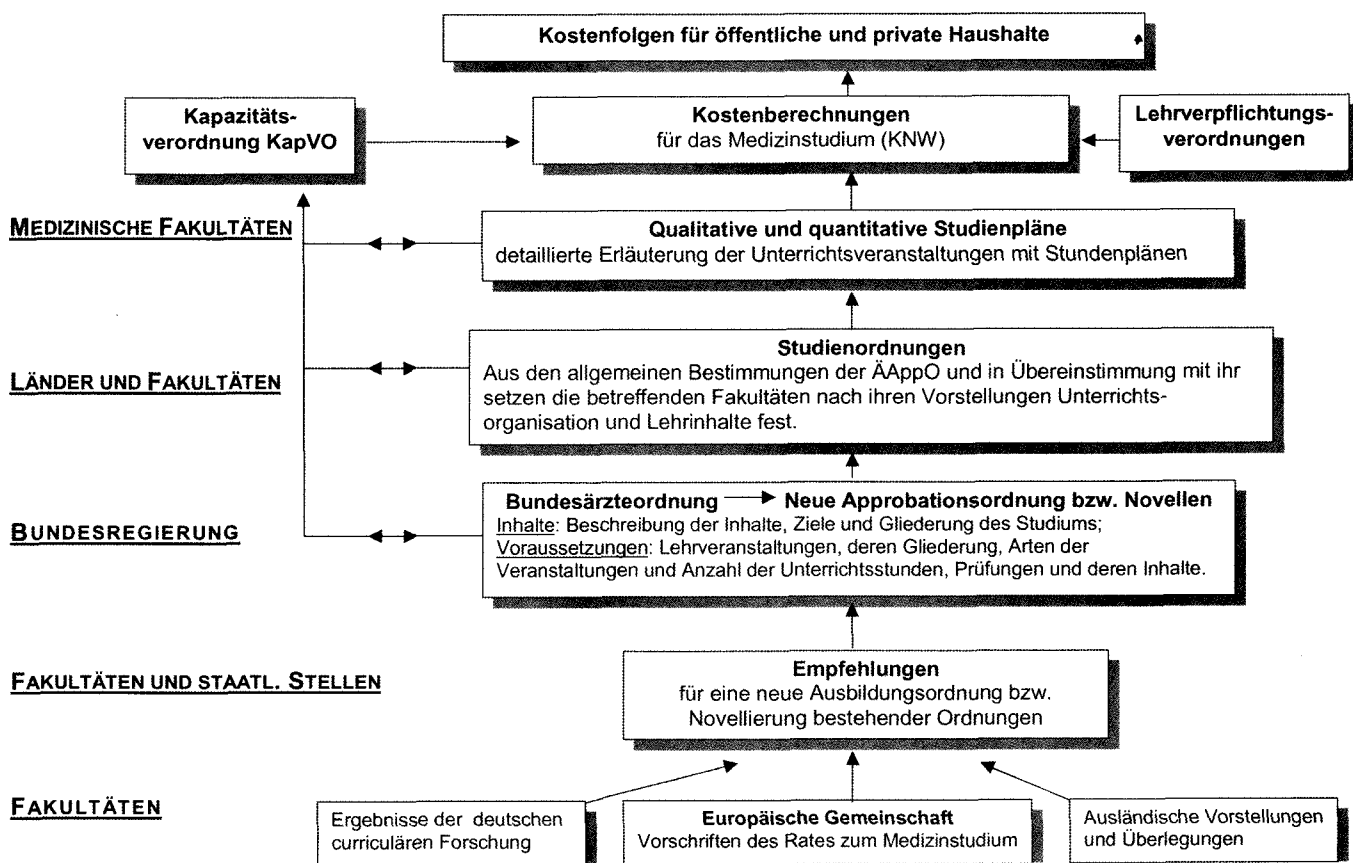 Kostenfolgen für öffentliche und private Haushalte
Kapazitäts-
verordnung KapVO
Kostenberechnungen
für das Medizinstudium (KNW)
Lehrverpflichtungs-
verordnungen
MEDIZINISCHE FAKULTÄTEN
Qualitative und quantitative Studienpläne
detaillierte Erläuterung der Unterrichtsveranstaltungen mit Stundenplänen
LÄNDER UND FAKULTÄTEN
Studienordnungen
Aus den allgemeinen Bestimmungen der ÄAppO und in Übereinstimmung mit ihr
setzen die betreffenden Fakultäten nach ihren Vorstellungen Unterrichts-
organisation und Lehrinhalte fest.
BUNDESREGIERUNG
Bundesärzteordnung Neue Approbationsordnung bzw. Novellen
Inhalte: Beschreibung der Inhalte, Ziele und Gliederung des Studiums;
Voraussetzungen: Lehrveranstaltungen, deren Gliederung, Arten der
Veranstaltungen und Anzahl der Unterrichtsstunden, Prüfungen und deren Inhalte.
FAKULTÄTEN UND STAATL. STELLEN
Empfehlungen
für eine neue Ausbildungsordnung bzw.
Novellierung bestehender Ordnungen
FAKULTÄTEN
Ergebnisse der deutschen
curriculären Forschung
Europäische Gemeinschaft
Vorschriften des Rates zum Medizinstudium
Ausländische Vorstellungen
und Überlegungen